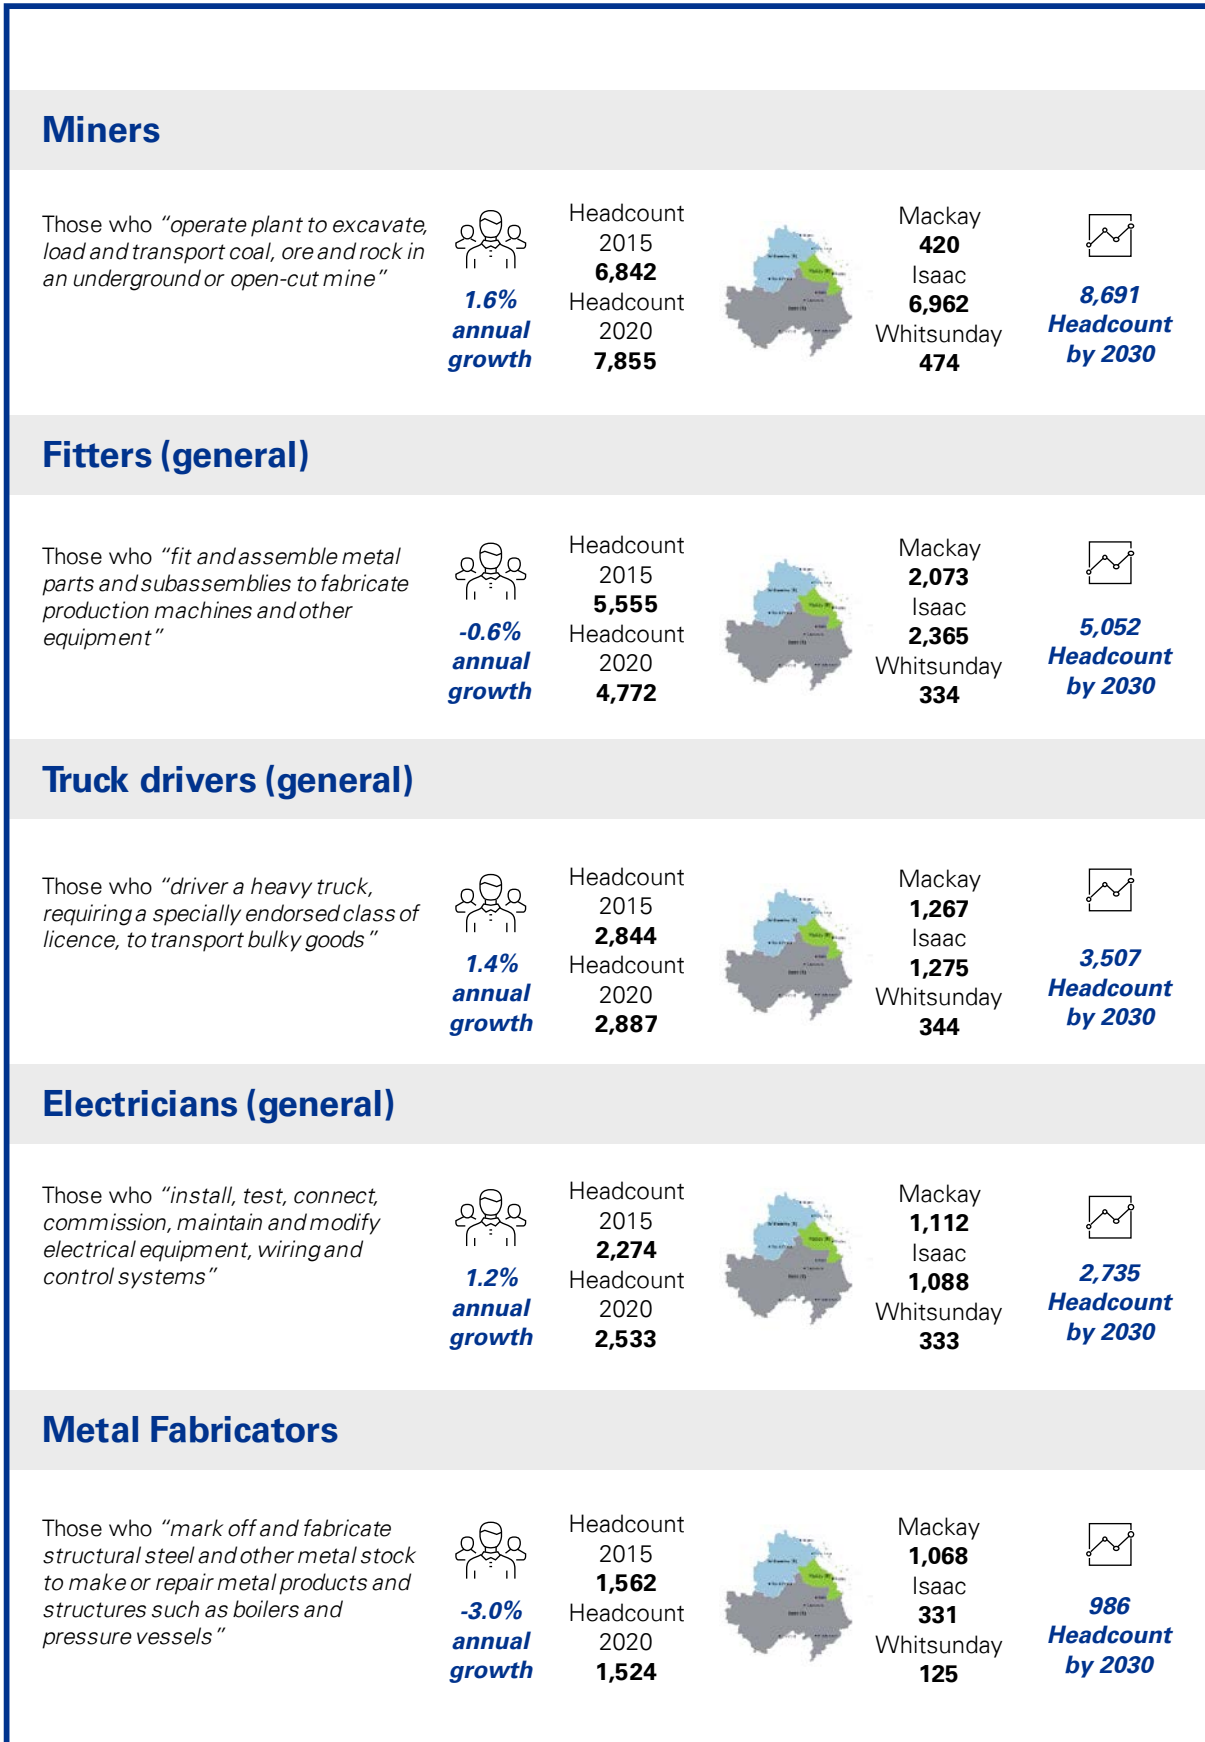 Miners
Those who “operate plant to excavate,
load and transport coal, ore and rock in
an underground or open-cut mine”
1.6%
annual
growth
Headcount
2015
6,842
Headcount
2020
7,855
Mackay
420
Isaac
6,962
Whitsunday
474
8,691
Headcount
by 2030
Fitters (general)
Those who “fit and assemble metal
parts and subassemblies to fabricate
production machines and other
equipment”
-0.6%
annual
growth
Headcount
2015
5,555
Headcount
2020
4,772
Mackay
2,073
Isaac
2,365
Whitsunday
334
5,052
Headcount
by 2030
Truck drivers (general)
Those who “driver a heavy truck,
requiring a specially endorsed class of
licence, to transport bulky goods”
1.4%
annual
growth
Headcount
2015
2,844
Headcount
2020
2,887
Mackay
1,267
Isaac
1,275
Whitsunday
344
3,507
Headcount
by 2030
Electricians (general)
Those who “install, test, connect,
commission, maintain and modify
electrical equipment, wiring and
control systems”
1.2%
annual
growth
Headcount
2015
2,274
Headcount
2020
2,533
Mackay
1,112
Isaac
1,088
Whitsunday
333
2,735
Headcount
by 2030
Metal Fabricators
Those who “mark off and fabricate
structural steel and other metal stock
to make or repair metal products and
structures such as boilers and
pressure vessels”
-3.0%
annual
growth
Headcount
2015
1,562
Headcount
2020
1,524
Mackay
1,068
Isaac
331
Whitsunday
125
986
Headcount
by 2030